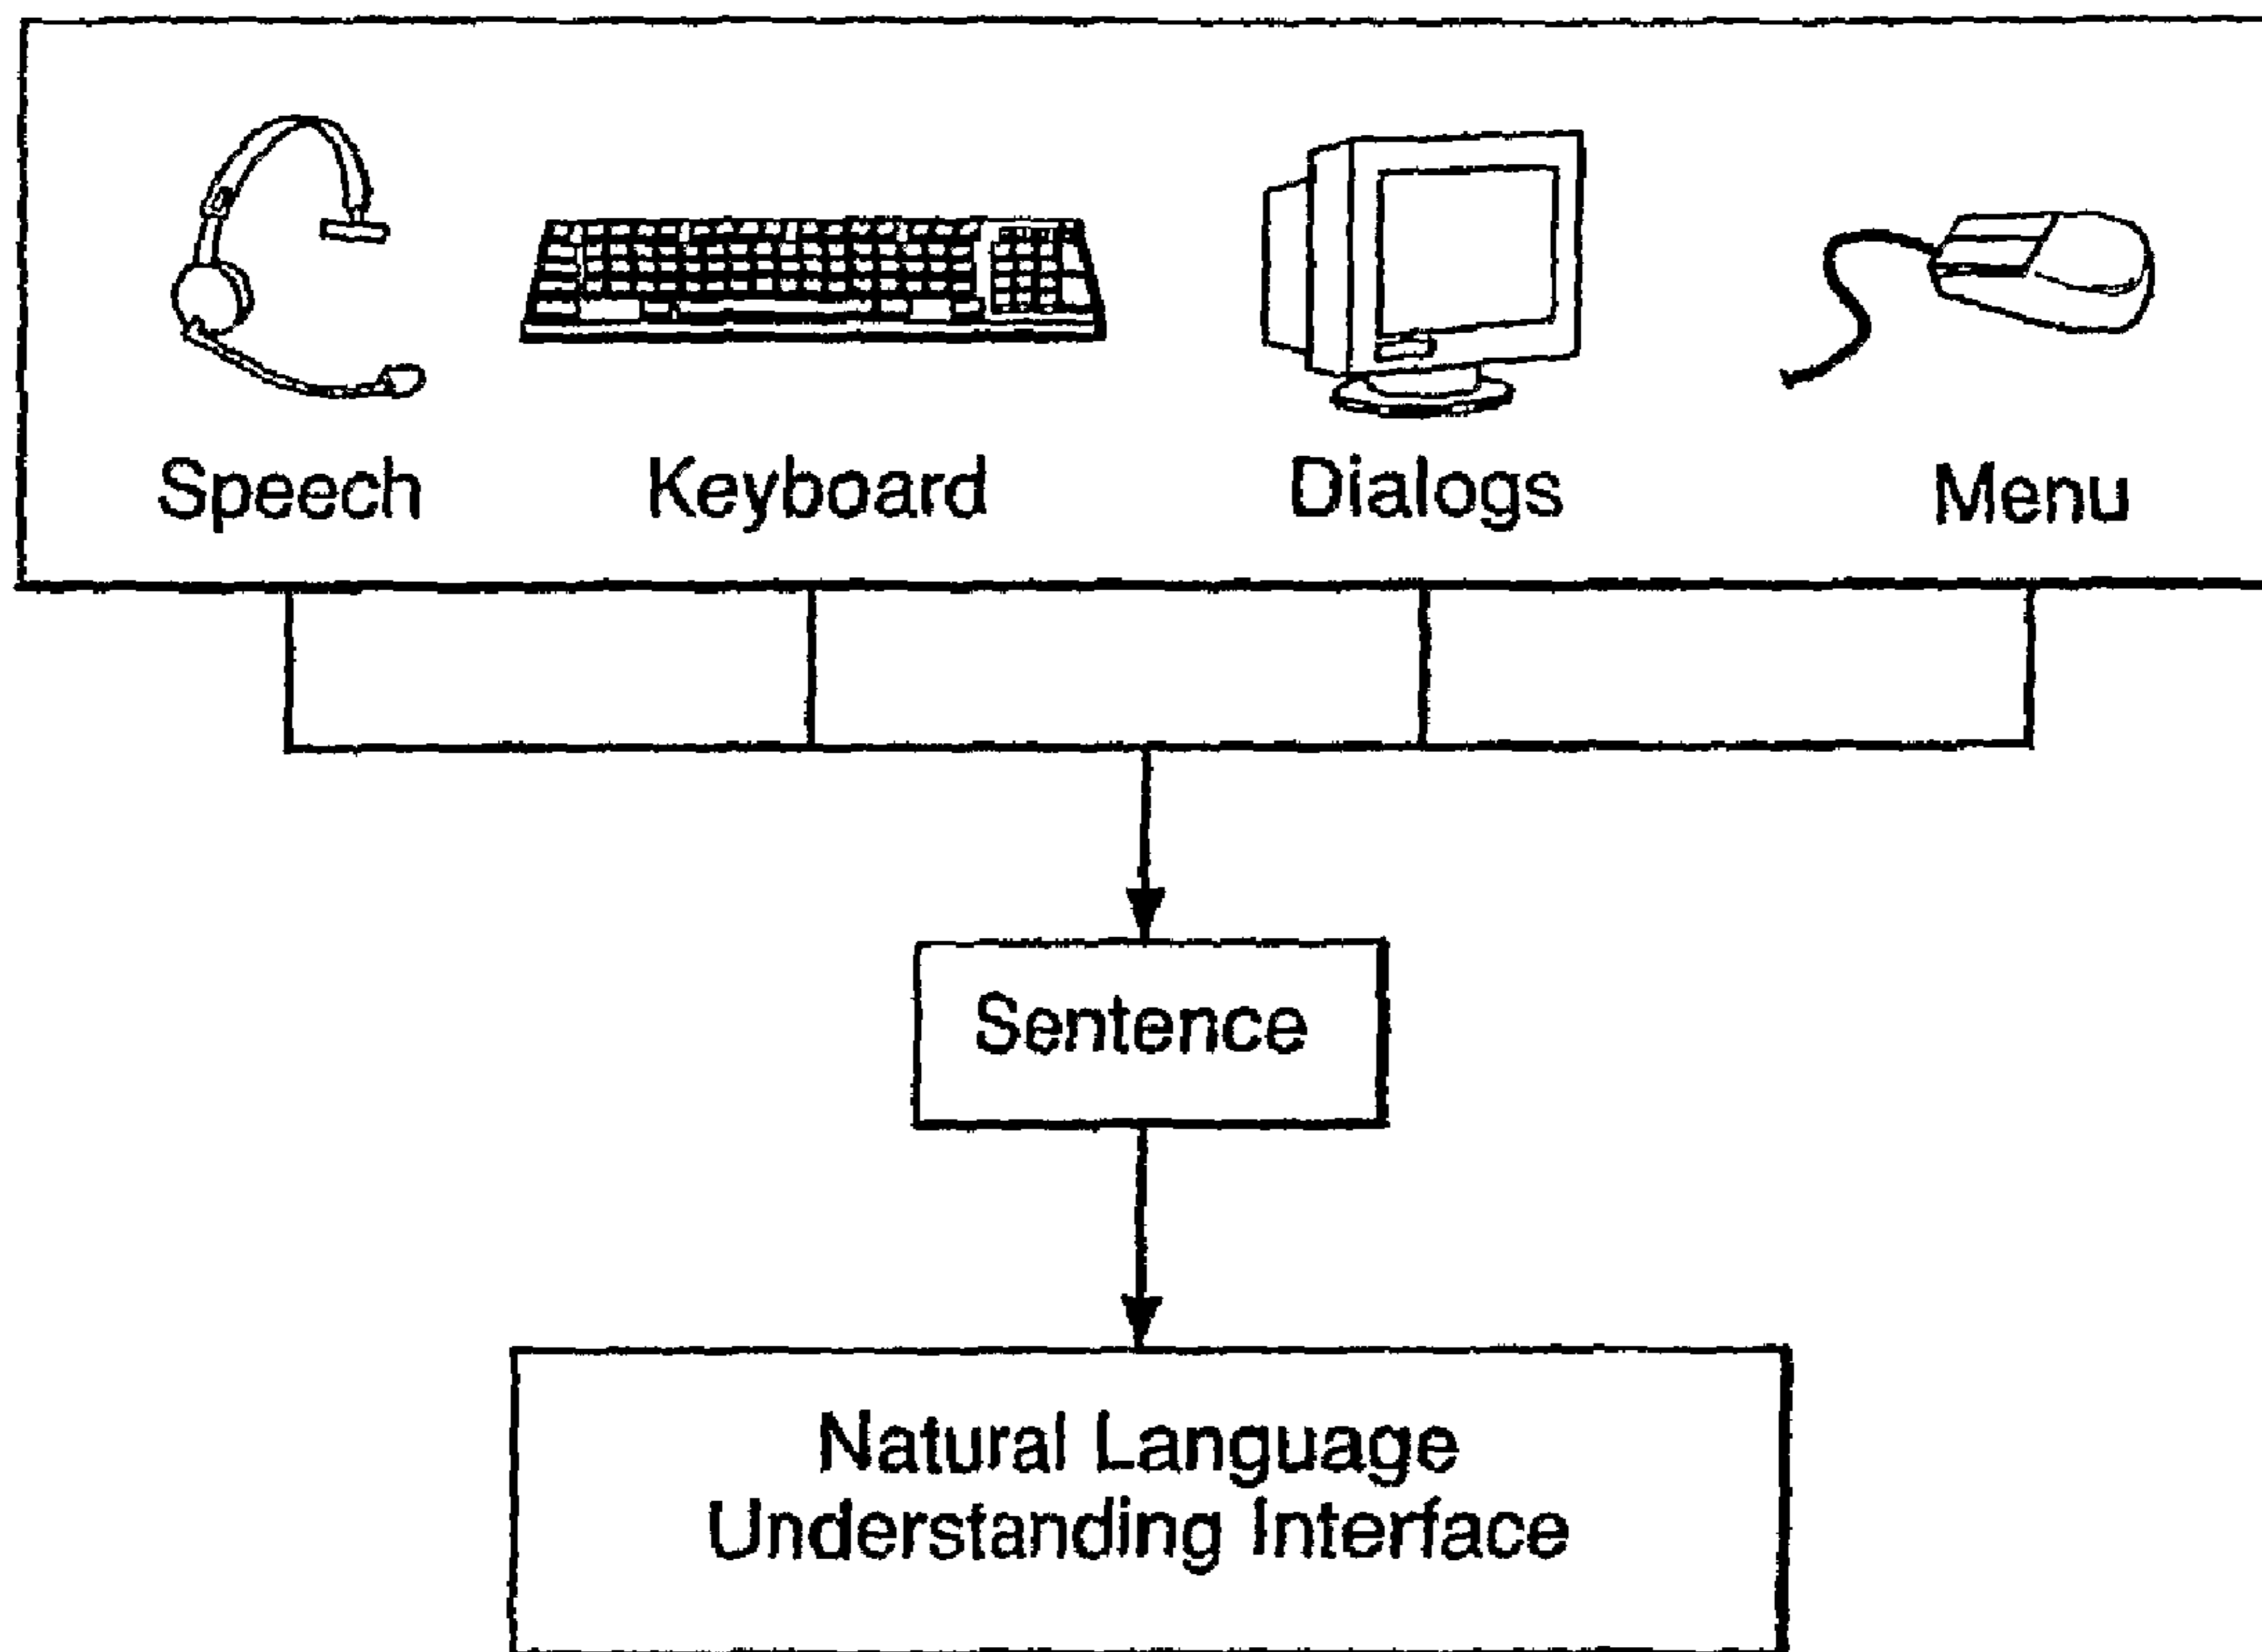 Speech Keyboard Dialogs Menu
Sentence
Natural Language
Understanding Interface